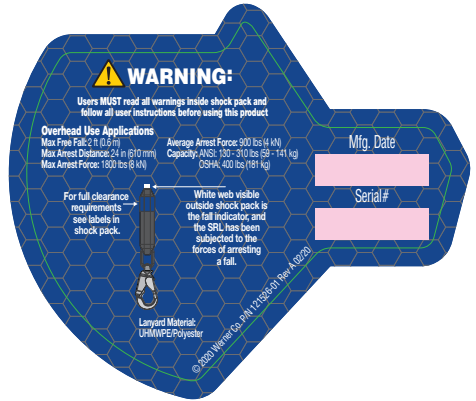 WARNING:
Users MUST read all warnings inside shock pack and
follow all user instructions before using this product
Overhead Use Applications
Max Free Fall: 2 ft (0.6 m)
Max Arrest Distance: 24 in (610 mm)
Max Arrest Force: 1800 lbs (8 kN)
Average Arrest Force: 900 lbs (4 kN)
Capacity: ANSI: 130 - 310 lbs (59 - 141 kg)
OSHA: 400 lbs (181 kg)
For full clearance
requirements
see labels in
shock pack.
White web visible
outside shock pack is
the fall indicator, and
the SRL has been
subjected to the
forces of arresting
a fall.
Lanyard Material:
UHMWPE/Polyester
© 2020 Werner Co. P/N 121526-01 Rev A 02/20
Mfg. Date
Serial#